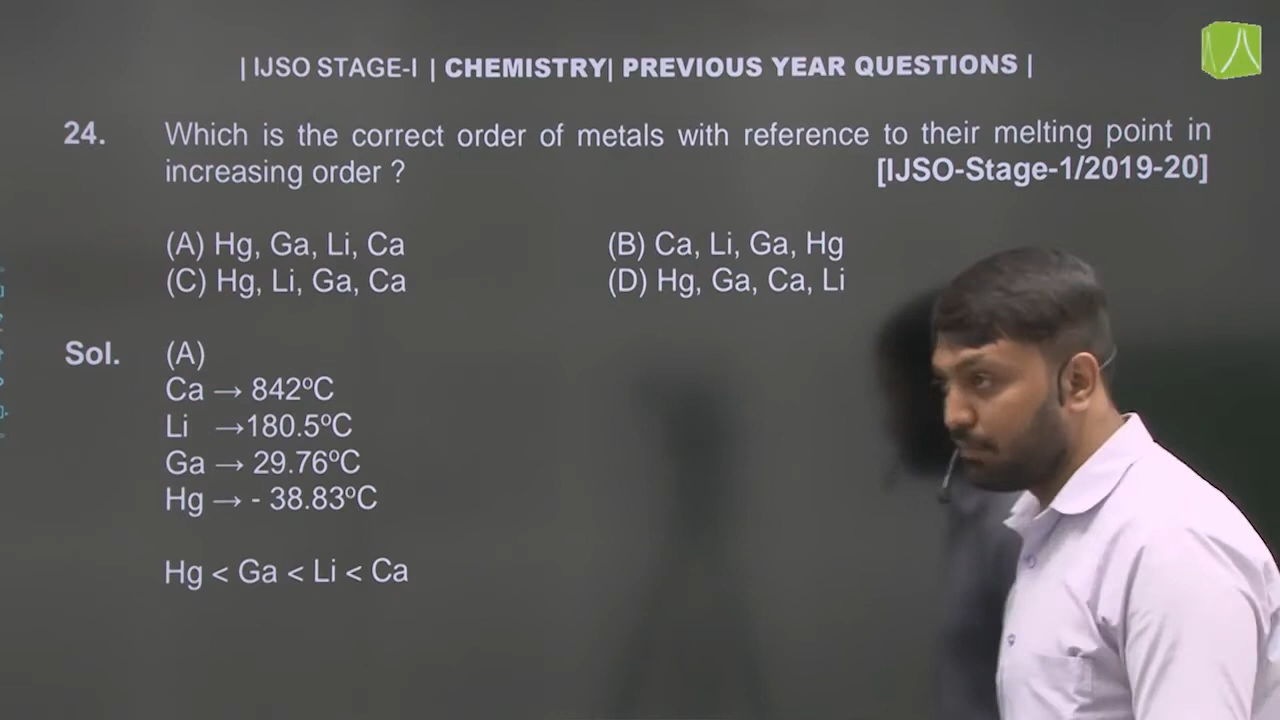 | IJSO STAGE-I | CHEMISTRY| PREVIOUS YEAR QUESTIONS |
24. Which is the correct order of metals with reference to their melting point in
increasing order ? [IJSO-Stage-1/2019-20]
(A) Hg, Ga, Li, Ca (B) Ca, Li, Ga, Hg
(C) Hg, Li, Ga, Ca (D) Hg, Ga, Ca, Li
Sol. (A)
Ca → 842ºC
Li →180.5ºC
Ga → 29.76ºC
Hg → - 38.83ºC
Hg < Ga < Li < Ca